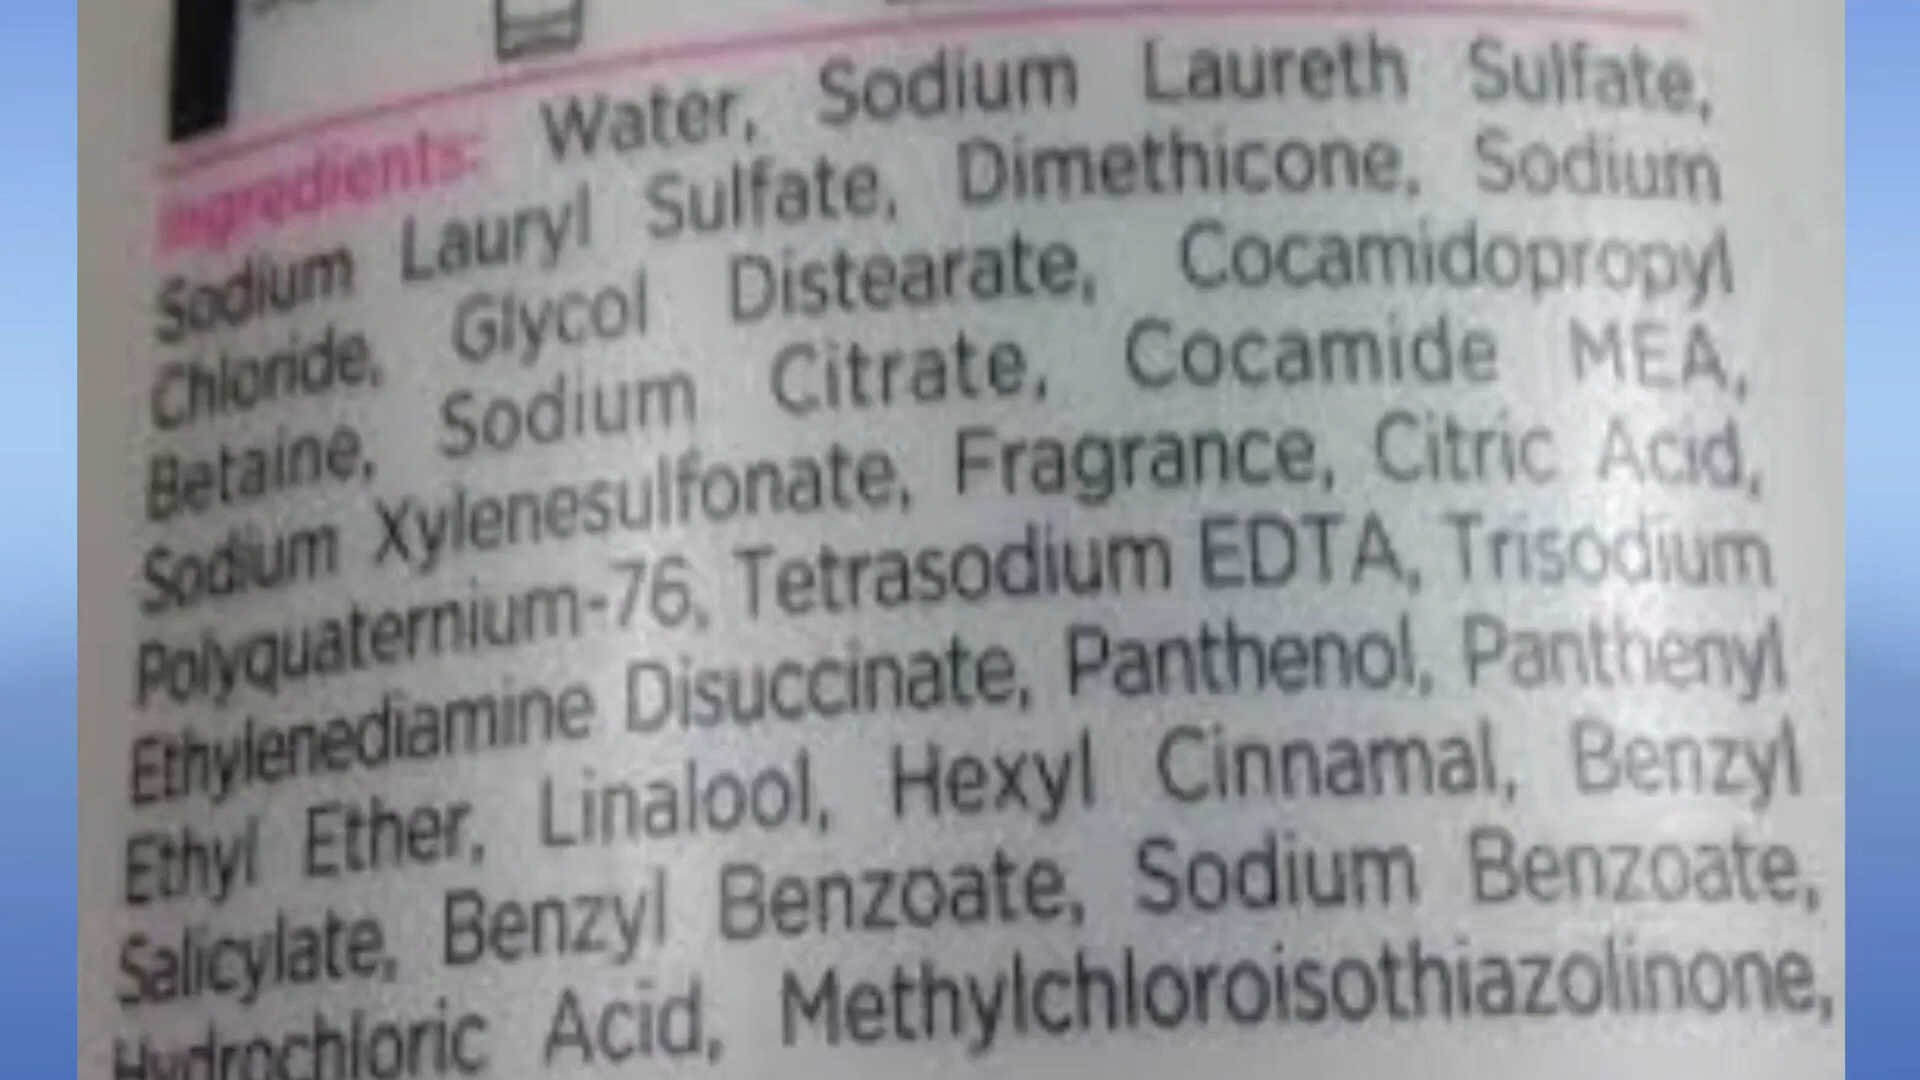 Ingredients: Water, Sodium Laureth Sulfate,
Sodium Lauryl Sulfate, Dimethicone, Sodium
Chloride, Glycol Distearate, Cocamidopropyl
Betaine, Sodium Citrate, Cocamide MEA,
Sodium Xylenesulfonate, Fragrance, Citric Acid,
Polyquaternium-76, Tetrasodium EDTA, Trisodium
Ethylenediamine Disuccinate, Panthenol, Panthenyl
Ethyl Ether, Linalool, Hexyl Cinnamal, Benzyl
Salicylate, Benzyl Benzoate, Sodium Benzoate,
Hydrochloric Acid, Methylchloroisothiazolinone,